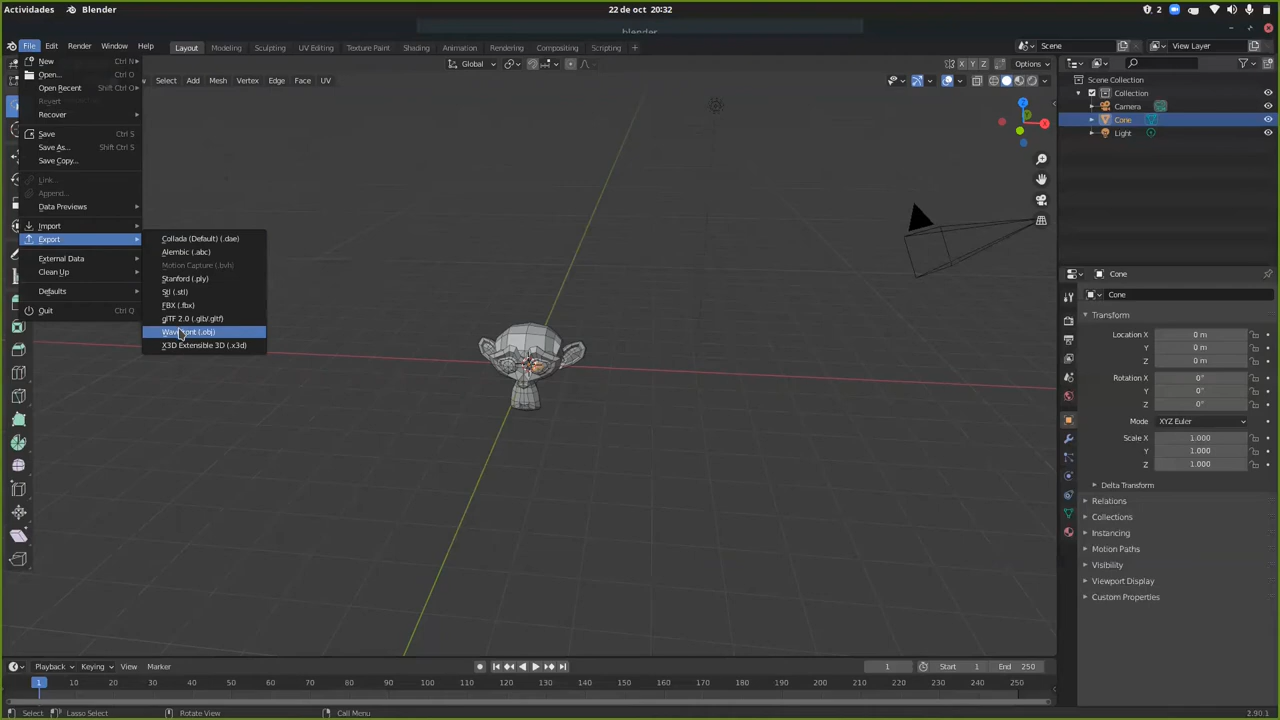 Actividades Blender 22 de oct 20:32 2
blender
File Edit Render Window Help Layout Modeling Sculpting UV Editing Texture Paint Shading Animation Rendering Compositing Scripting Scene View Layer
New Ctrl N
Open... Ctrl O
Open Recent Shift Ctrl O
Revert
Recover
Save Ctrl S
Save As... Shift Ctrl S
Save Copy...
Link...
Append...
Data Previews
Import
Export
External Data
Clean Up
Defaults
Quit Ctrl Q
Collada (Default) (.dae)
Alembic (.abc)
Motion Capture (.bvh)
Stanford (.ply)
Stl (.stl)
FBX (.fbx)
glTF 2.0 (.glb/.gltf)
Wavefront (.obj)
X3D Extensible 3D (.x3d)
Global X Y Z Options
Select Add Mesh Vertex Edge Face UV
Z
Y
X
Scene Collection
Collection
Camera
Cone
Light
Cone
Cone
Transform
Location X 0 m
Y 0 m
Z 0 m
Rotation X 0°
Y 0°
Z 0°
Mode XYZ Euler
Scale X 1.000
Y 1.000
Z 1.000
Delta Transform
Relations
Collections
Instancing
Motion Paths
Visibility
Viewport Display
Custom Properties
Playback Keying View Marker 1 Start 1 End 250
1 10 20 30 40 50 60 70 80 90 100 110 120 130 140 150 160 170 180 190 200 210 220 230 240 250
Select Lasso Select Rotate View Call Menu 2.90.1